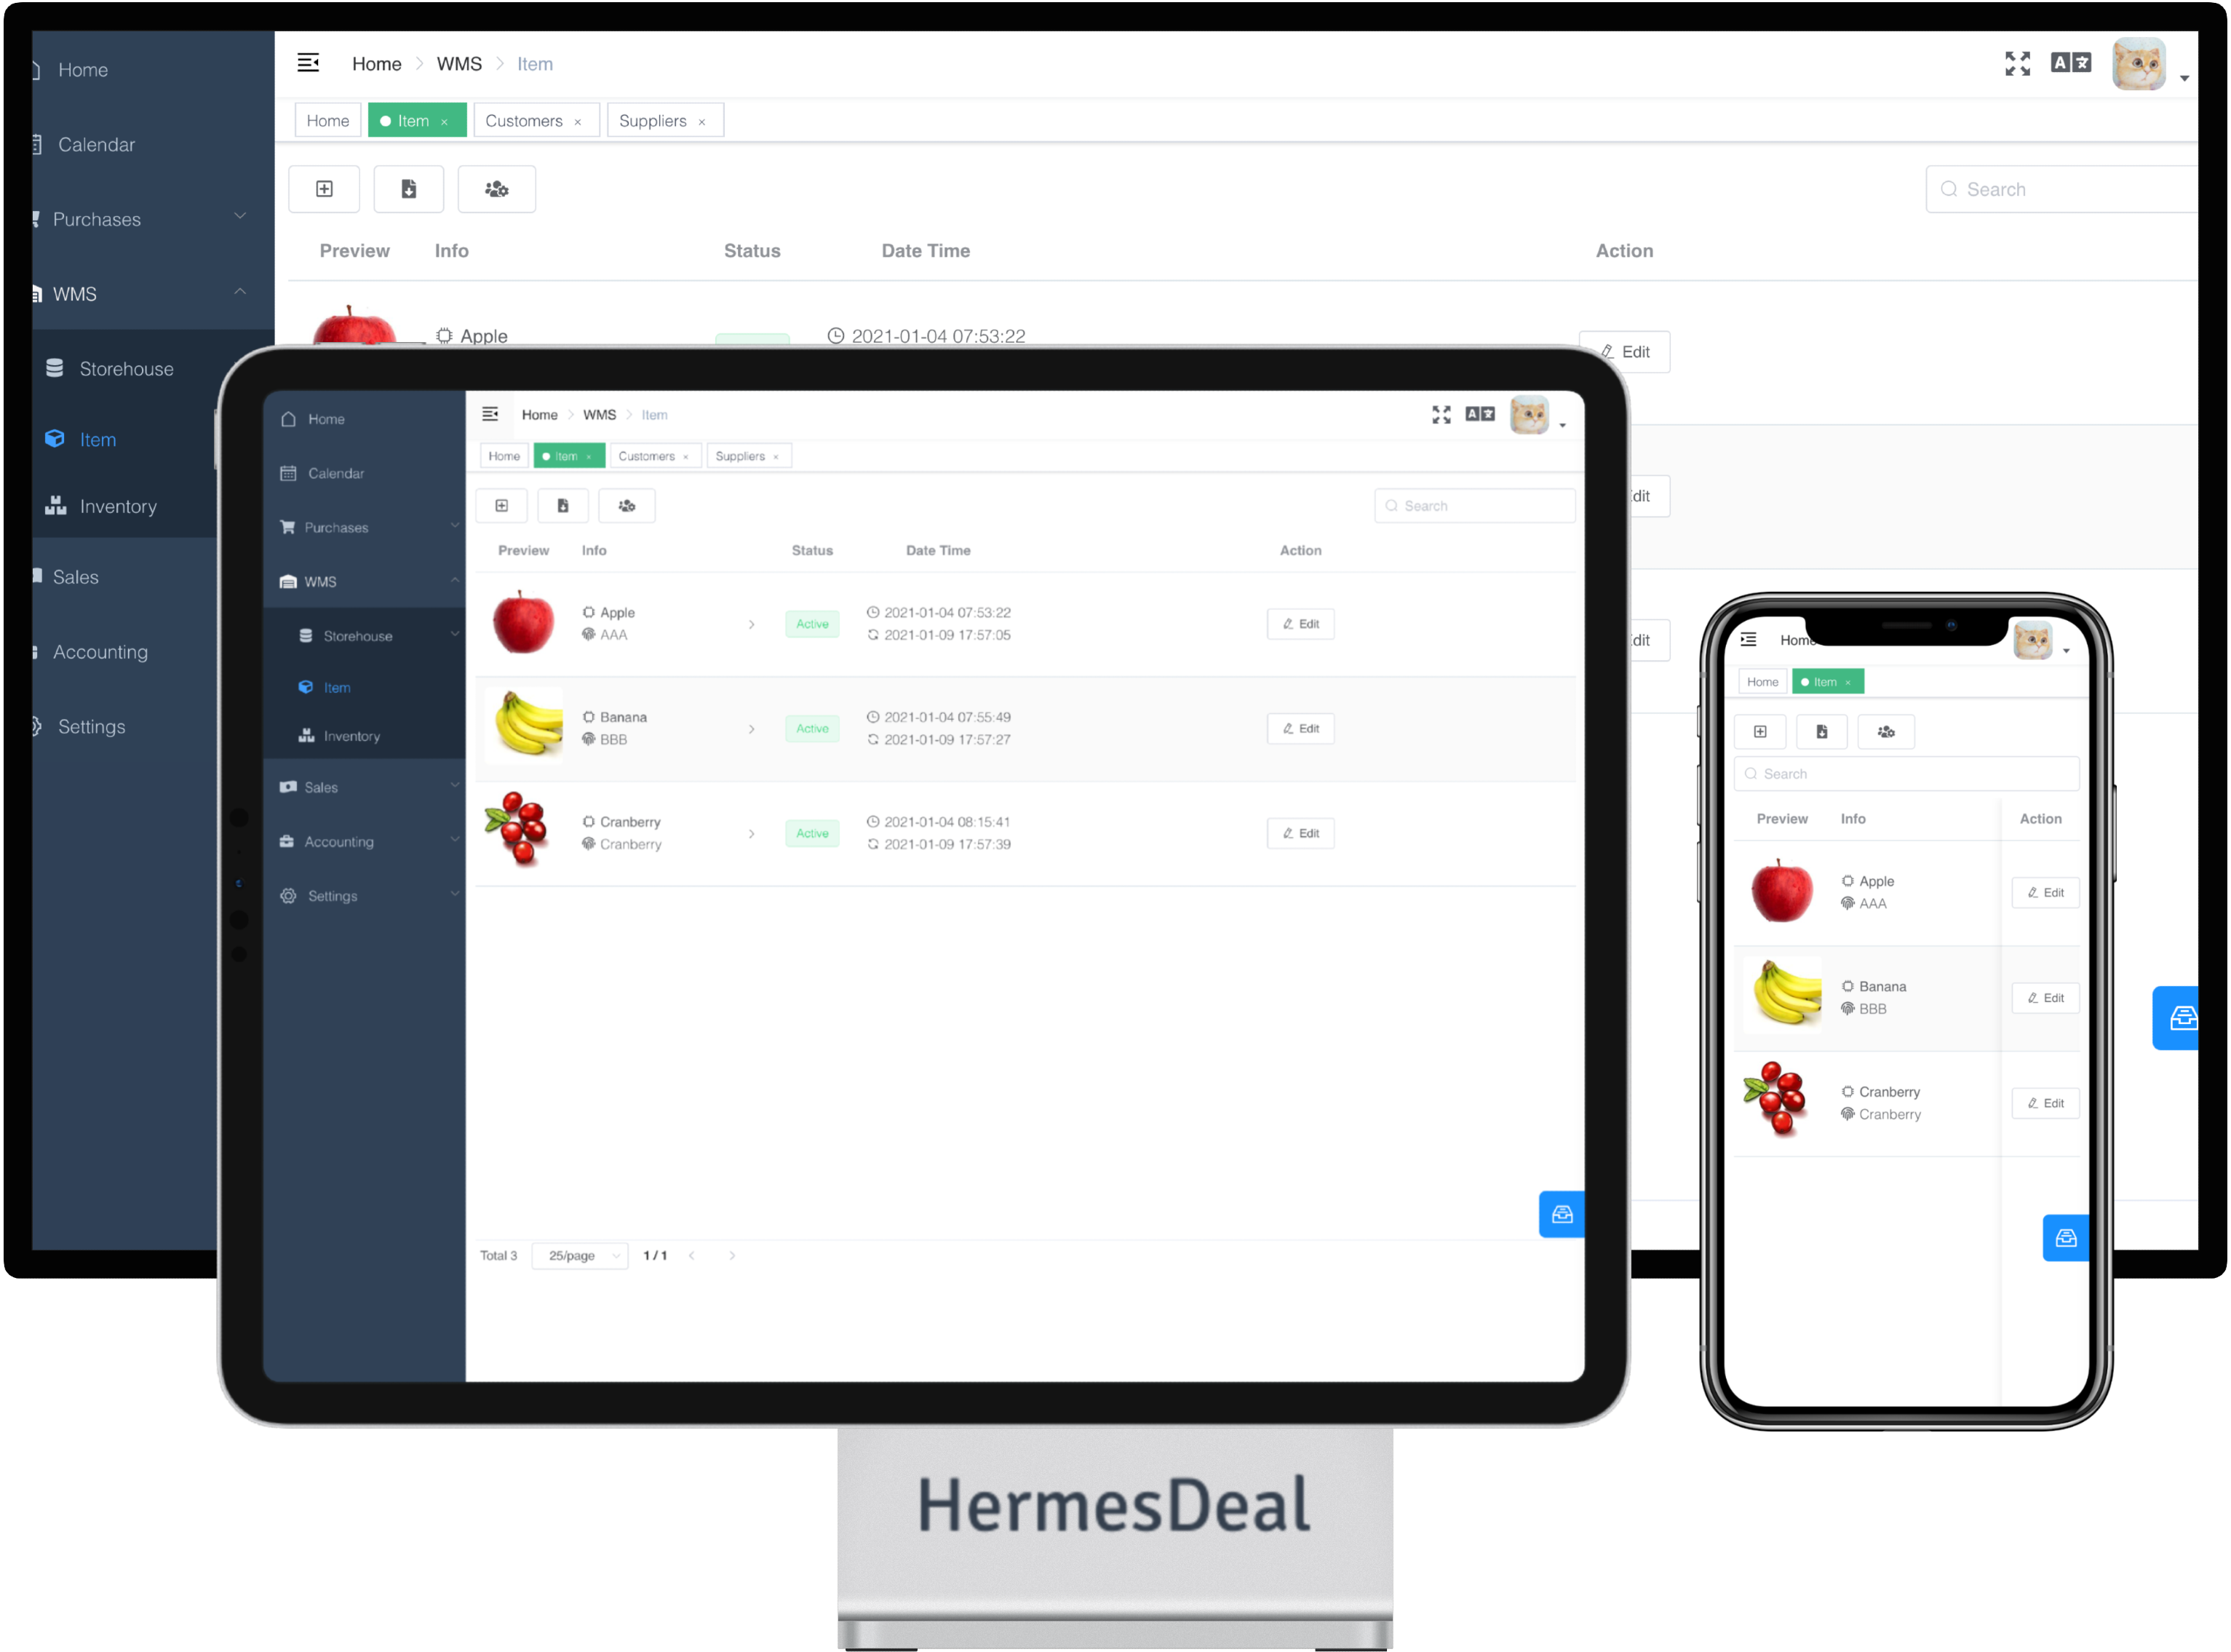 Home
Calendar
Purchases
WMS
Storehouse
Item
Inventory
Sales
Accounting
Settings
Home WMS Item
Home Item × Customers × Suppliers ×
Search
Preview Info Status Date Time Action
Apple 2021-01-04 07:53:22 Edit
Home
Calendar
Purchases
WMS
Storehouse
Item
Inventory
Sales
Accounting
Settings
Home WMS Item
Home Item × Customers × Suppliers ×
Search
Preview Info Status Date Time Action
Apple Active 2021-01-04 07:53:22 Edit
AAA 2021-01-09 17:57:05
Banana Active 2021-01-04 07:55:49 Edit
BBB 2021-01-09 17:57:27
Cranberry Active 2021-01-04 08:15:41 Edit
Cranberry 2021-01-09 17:57:39
Total 3 25/page 1 / 1
Home
Home Item ×
Search
Preview Info Action
Apple Edit
AAA
Banana Edit
BBB
Cranberry Edit
Cranberry
HermesDeal